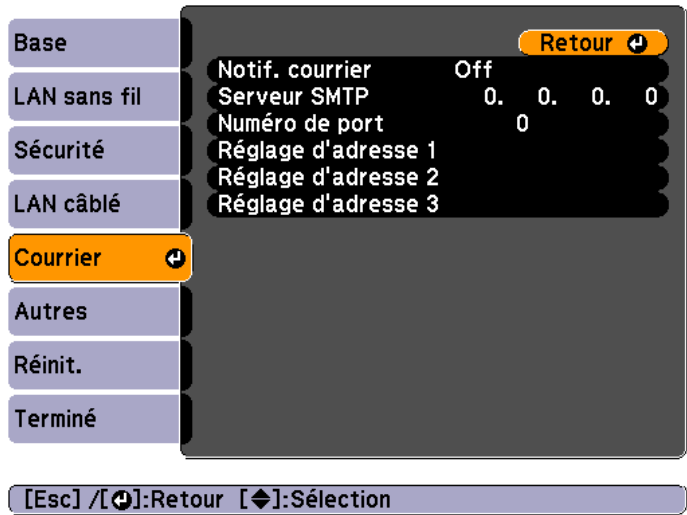 Base
LAN sans fil
Sécurité
LAN câblé
Courrier
Autres
Réinit.
Terminé
Retour
Notif. courrier Off
Serveur SMTP 0. 0. 0. 0
Numéro de port 0
Réglage d'adresse 1
Réglage d'adresse 2
Réglage d'adresse 3
[Esc] /[⏎]:Retour [◆]:Sélection